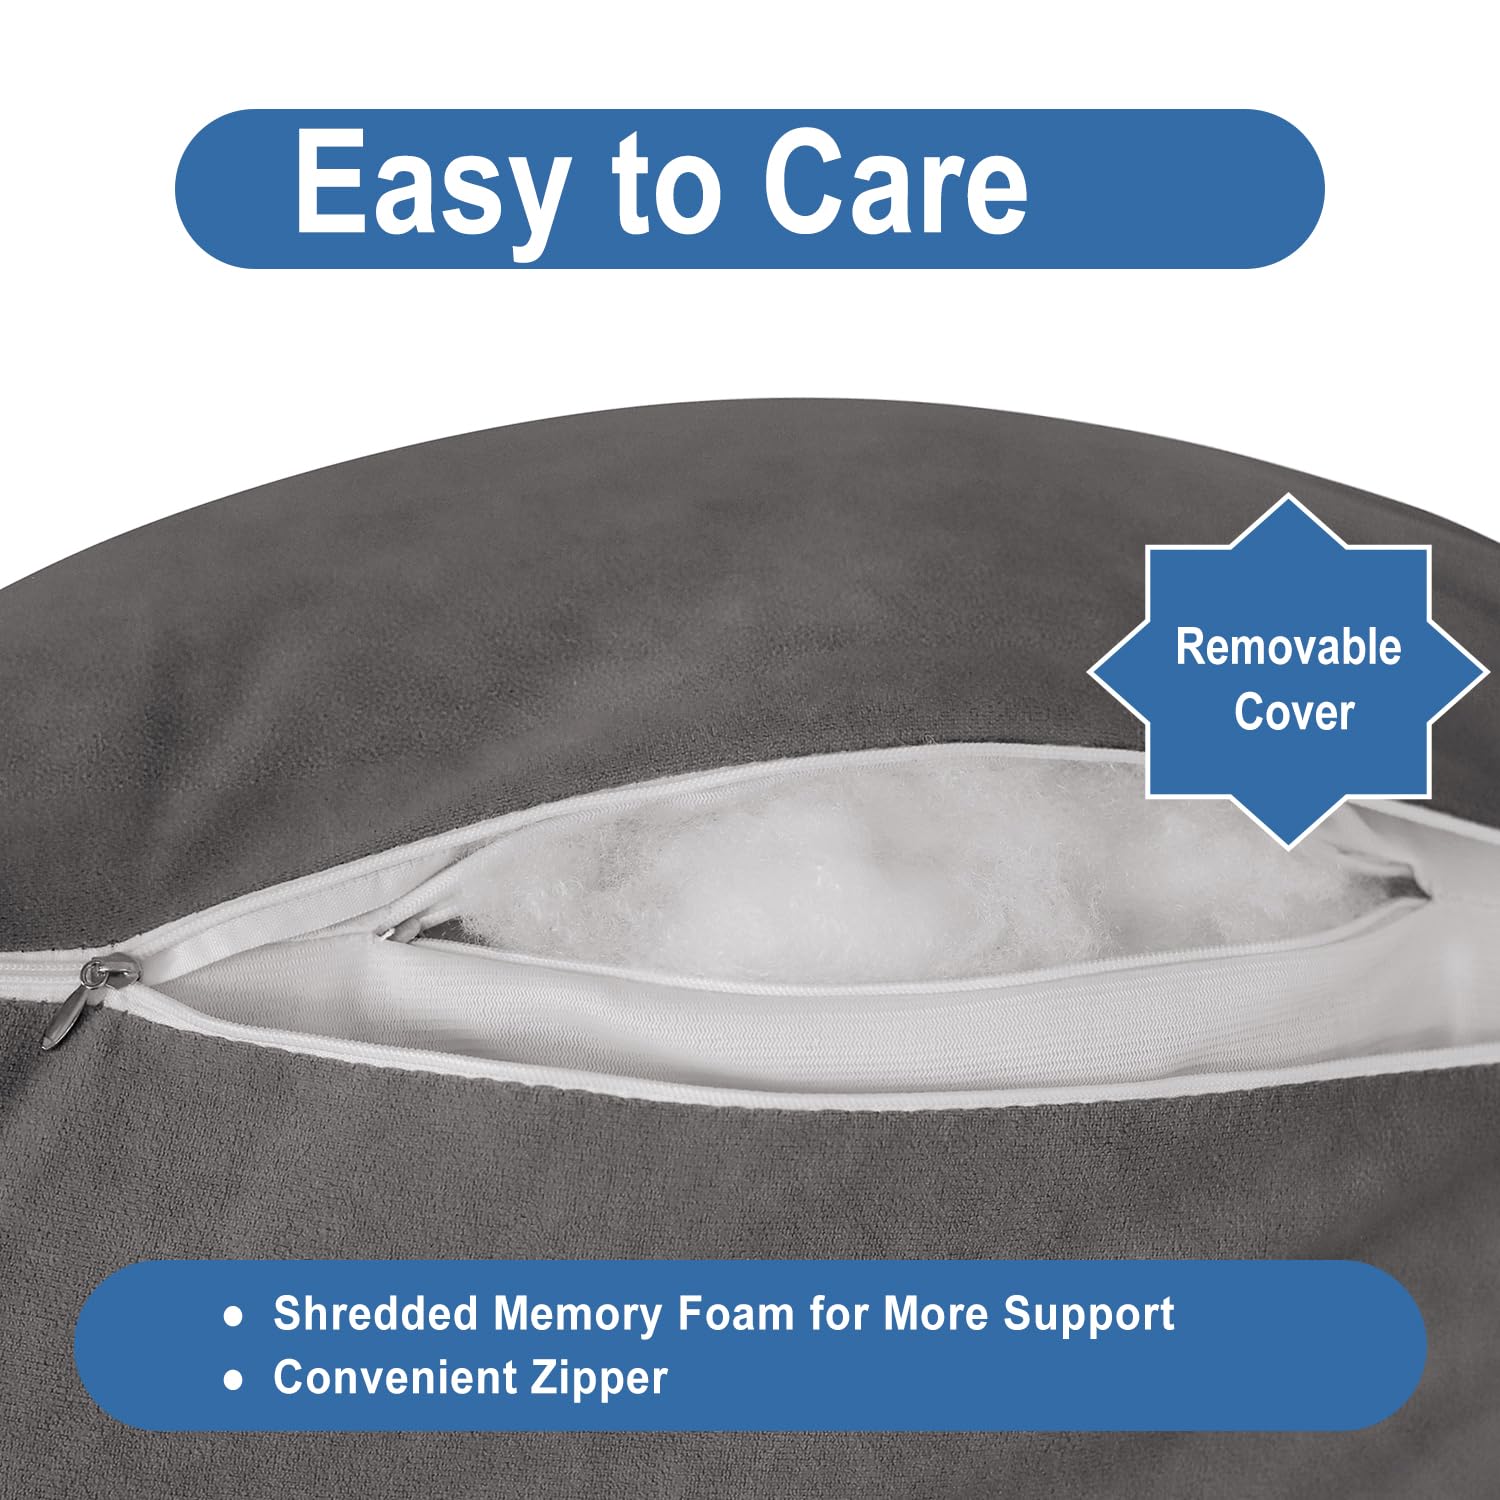 Easy to Care
Removable
Cover
● Shredded Memory Foam for More Support
● Convenient Zipper